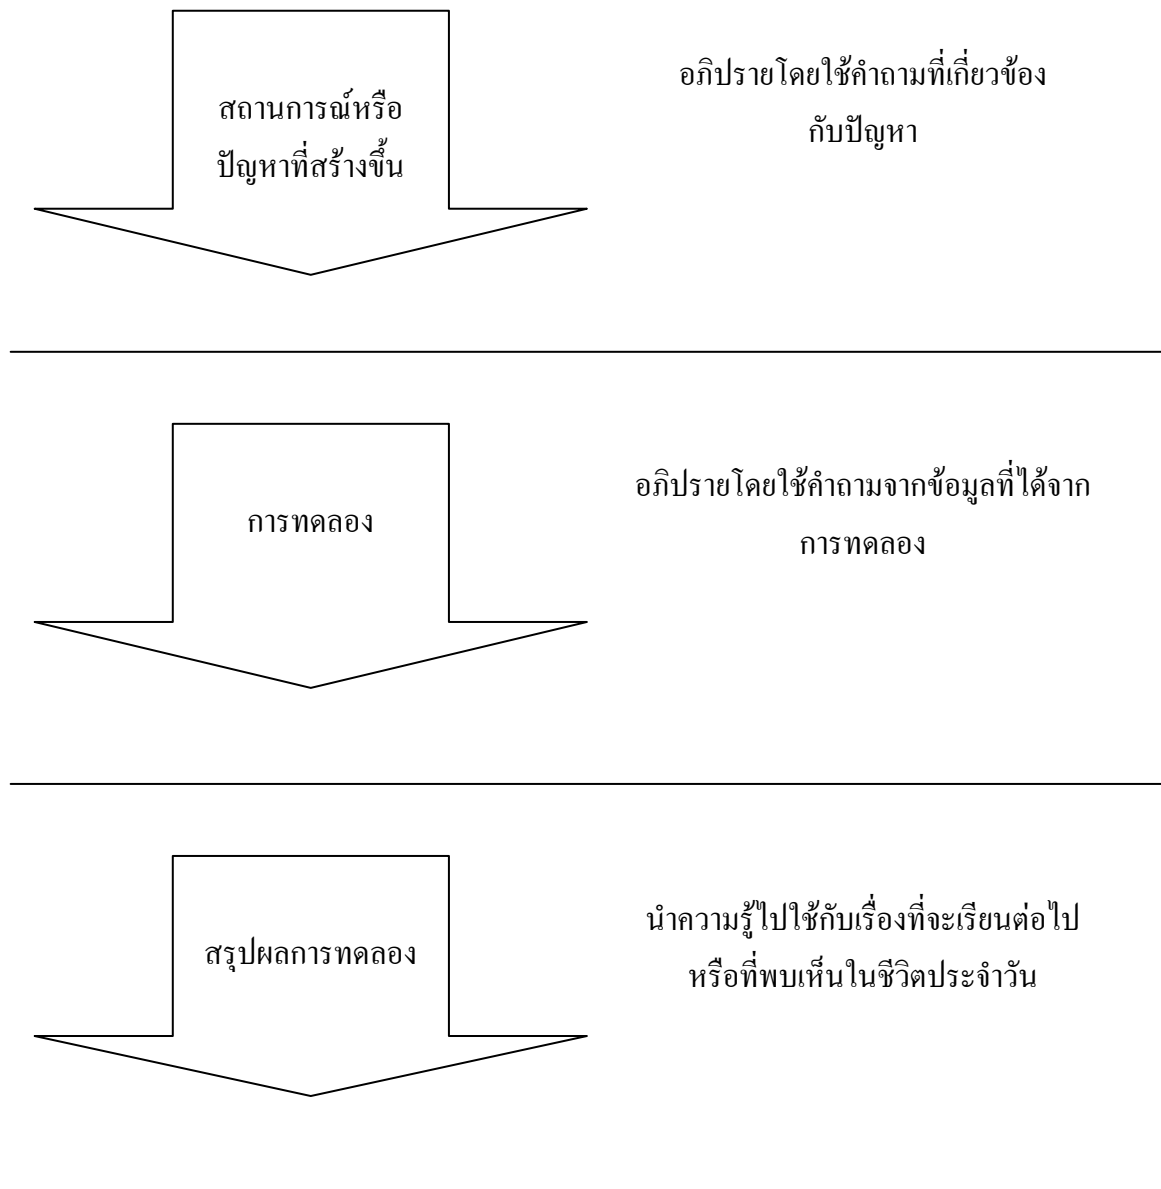 สถานการณ์หรือ
ปัญหาที่สร้างขึ้น
อภิปรายโดยใช้คำถามที่เกี่ยวข้อง
กับปัญหา
การทดลอง
อภิปรายโดยใช้คำถามจากข้อมูลที่ได้จาก
การทดลอง
สรุปผลการทดลอง
นำความรู้ไปใช้กับเรื่องที่จะเรียนต่อไป
หรือที่พบเห็นในชีวิตประจำวัน